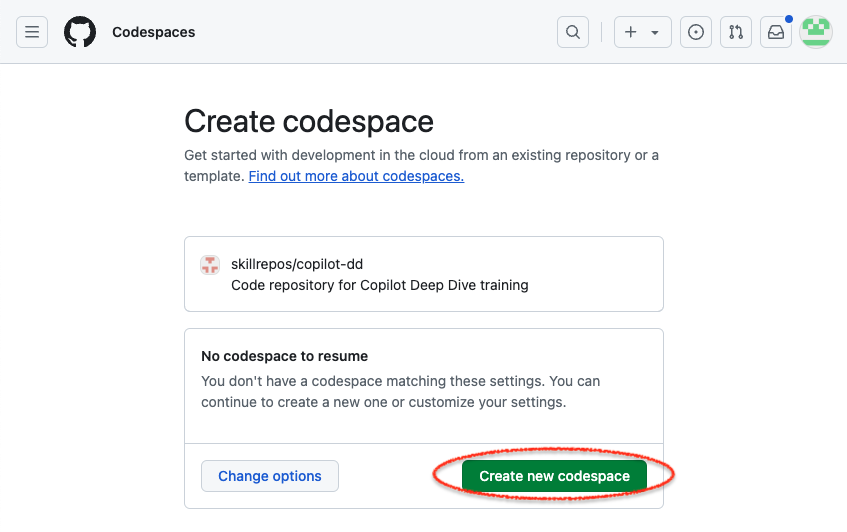 Codespaces
Create codespace
Get started with development in the cloud from an existing repository or a
template. Find out more about codespaces.
skillrepos/copilot-dd
Code repository for Copilot Deep Dive training
No codespace to resume
You don't have a codespace matching these settings. You can
continue to create a new one or customize your settings.
Change options
Create new codespace